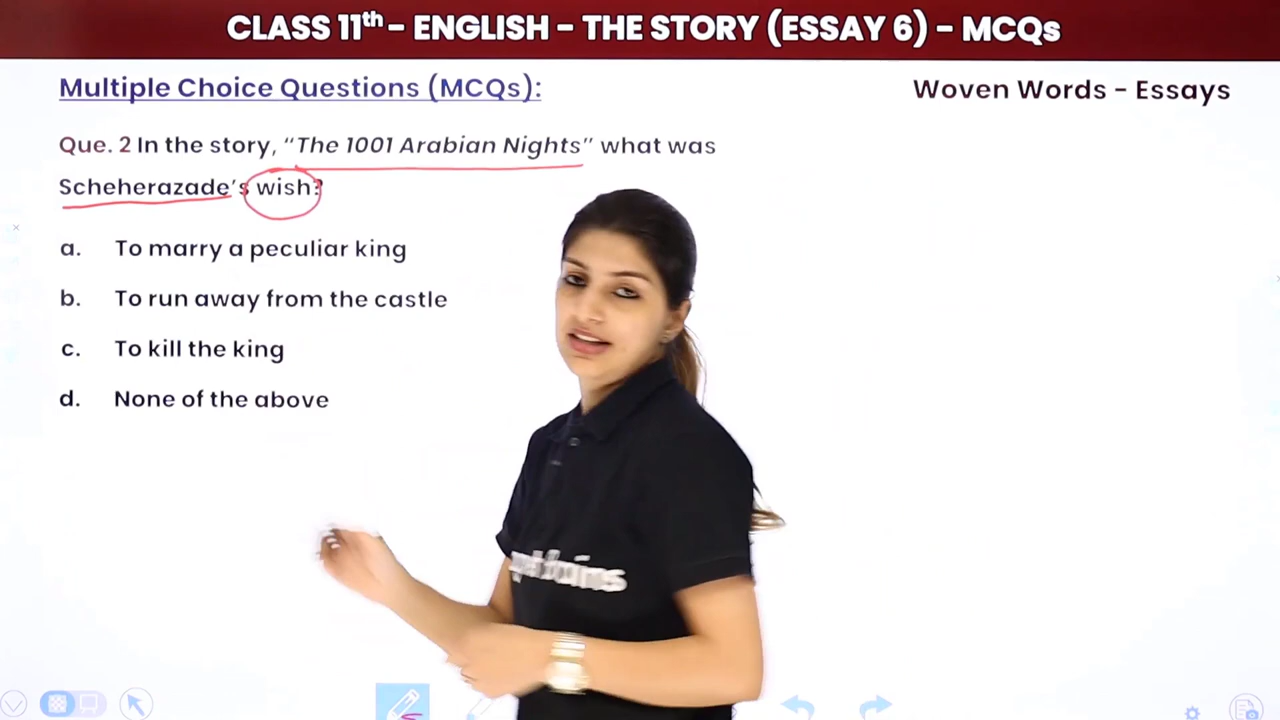 CLASS 11th - ENGLISH - THE STORY (ESSAY 6) - MCQs
Multiple Choice Questions (MCQs):
Woven Words - Essays
Que. 2 In the story, “The 1001 Arabian Nights” what was
Scheherazade’s wish?
a. To marry a peculiar king
b. To run away from the castle
c. To kill the king
d. None of the above